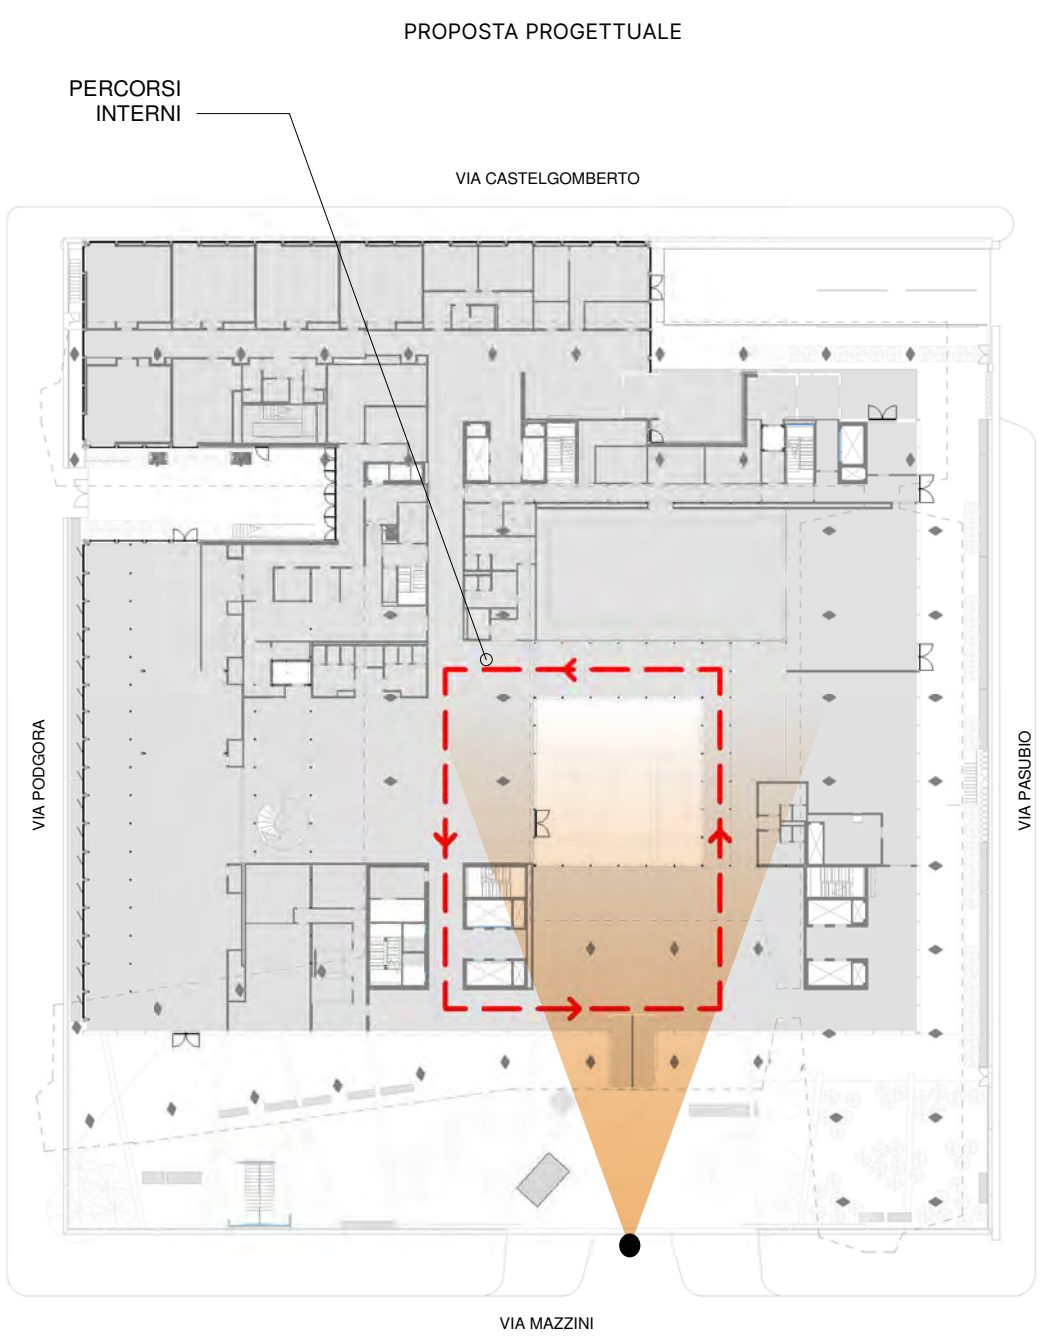 PROPOSTA PROGETTUALE
PERCORSI
INTERNI
VIA CASTELGOMBERTO
VIA PODGORA
VIA PASUBIO
VIA MAZZINI